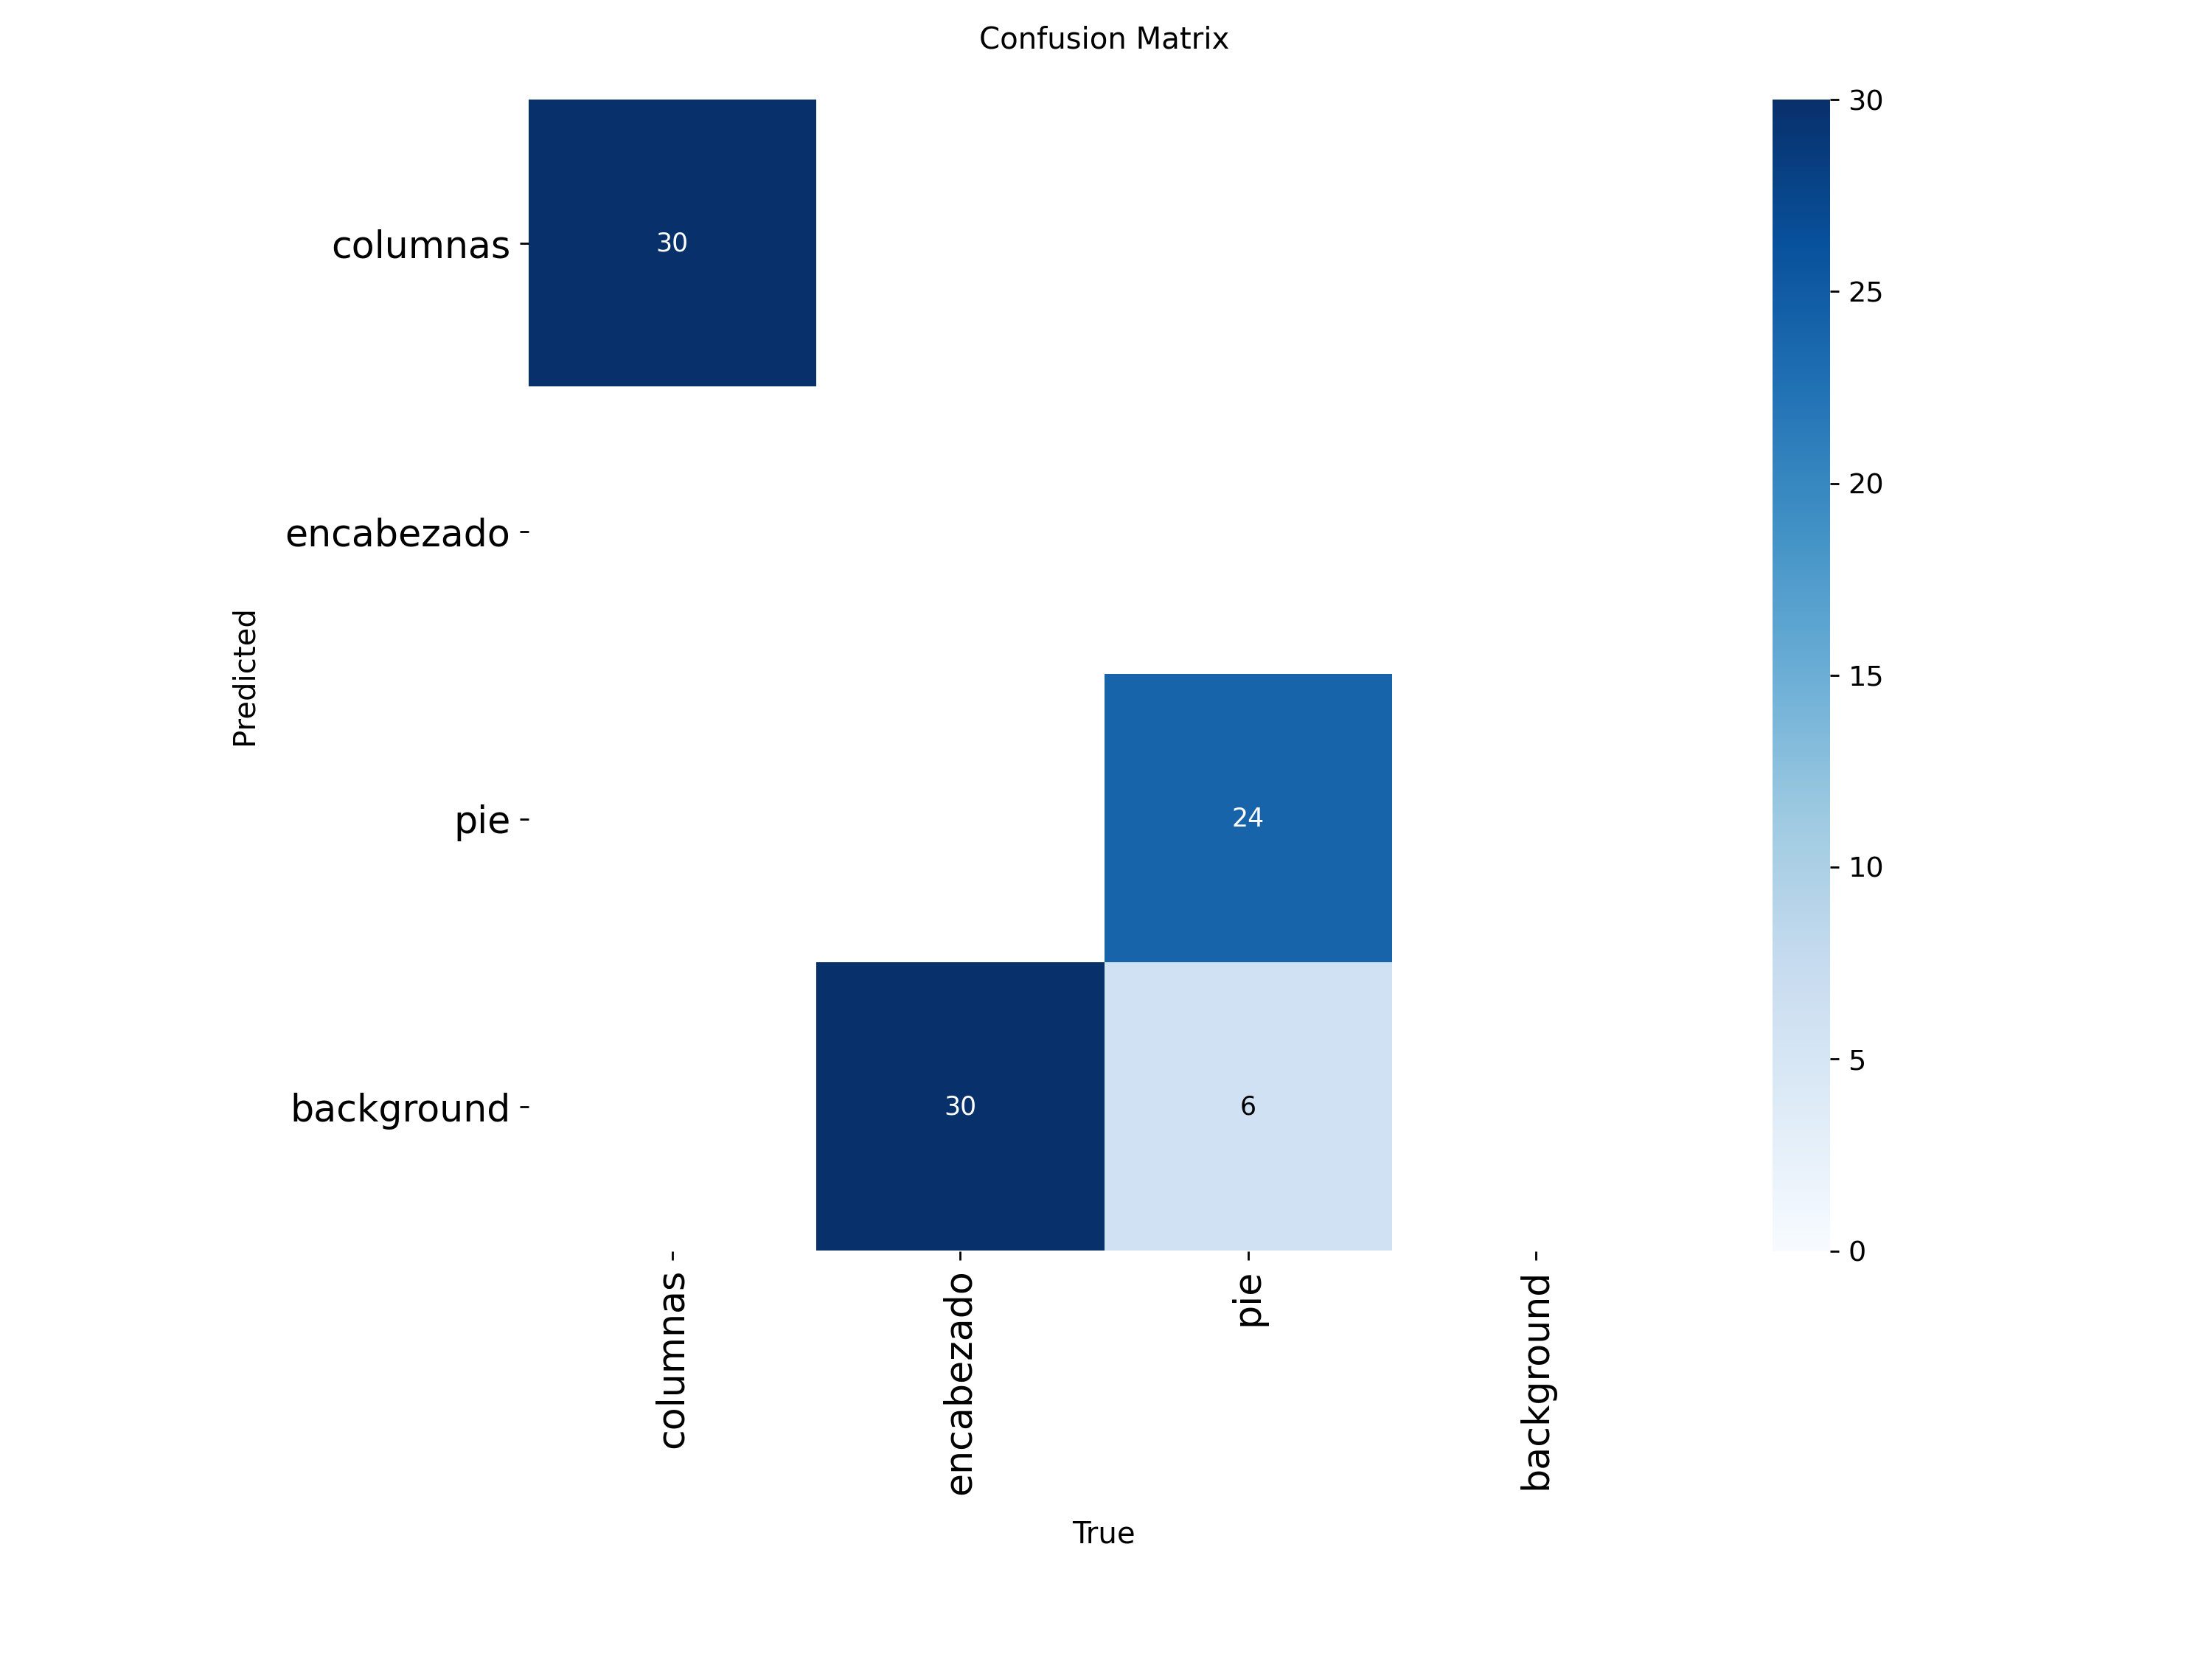 Confusion Matrix
Predicted
columnas
encabezado
pie
background
30
24
30
6
columnas
encabezado
pie
background
True
30
25
20
15
10
5
0